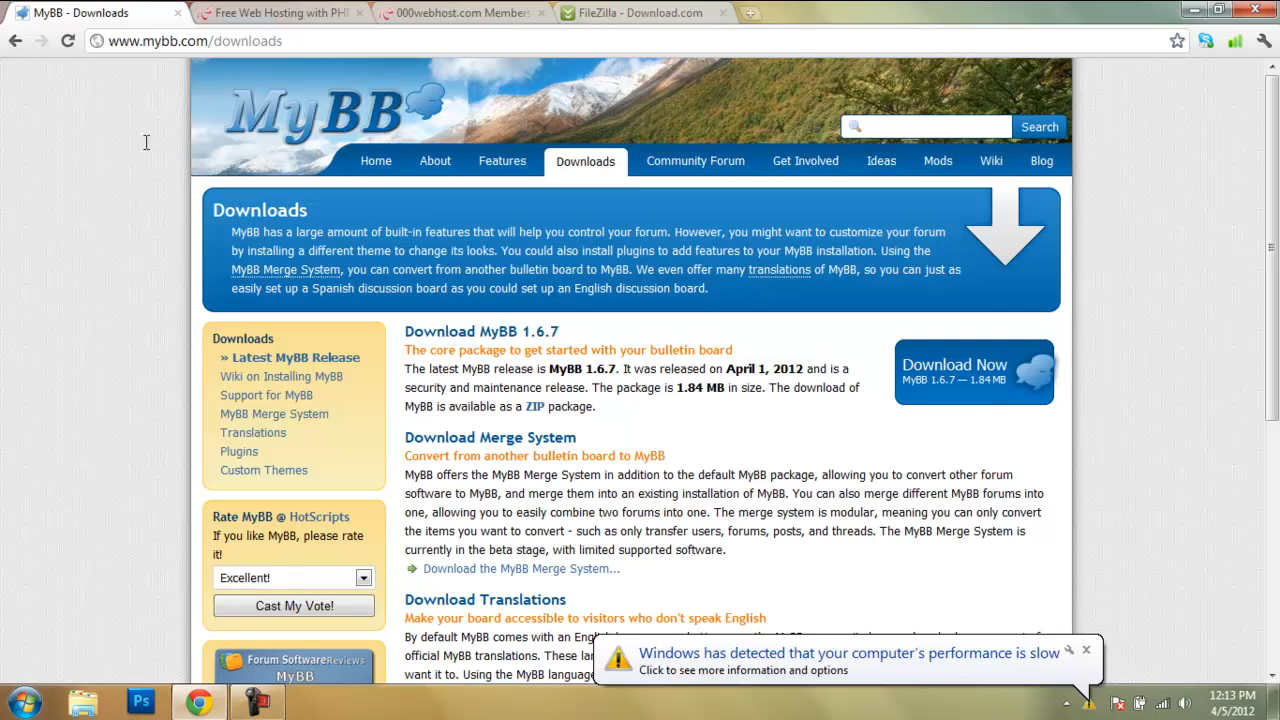 MyBB - Downloads
Free Web Hosting with PHP
000webhost.com Members
FileZilla - Download.com
www.mybb.com/downloads
MyBB
Search
Home About Features Downloads Community Forum Get Involved Ideas Mods Wiki Blog
Downloads
MyBB has a large amount of built-in features that will help you control your forum. However, you might want to customize your forum
by installing a different theme to change its looks. You could also install plugins to add features to your MyBB installation. Using the
MyBB Merge System, you can convert from another bulletin board to MyBB. We even offer many translations of MyBB, so you can just as
easily set up a Spanish discussion board as you could set up an English discussion board.
Downloads
» Latest MyBB Release
Wiki on Installing MyBB
Support for MyBB
MyBB Merge System
Translations
Plugins
Custom Themes
Rate MyBB @ HotScripts
If you like MyBB, please rate
it!
Excellent!
Cast My Vote!
Forum SoftwareReviews
MyBB
Download MyBB 1.6.7
The core package to get started with your bulletin board
The latest MyBB release is MyBB 1.6.7. It was released on April 1, 2012 and is a
security and maintenance release. The package is 1.84 MB in size. The download of
MyBB is available as a ZIP package.
Download Now
MyBB 1.6.7 — 1.84 MB
Download Merge System
Convert from another bulletin board to MyBB
MyBB offers the MyBB Merge System in addition to the default MyBB package, allowing you to convert other forum
software to MyBB, and merge them into an existing installation of MyBB. You can also merge different MyBB forums into
one, allowing you to easily combine two forums into one. The merge system is modular, meaning you can only convert
the items you want to convert - such as only transfer users, forums, posts, and threads. The MyBB Merge System is
currently in the beta stage, with limited supported software.
Download the MyBB Merge System...
Download Translations
Make your board accessible to visitors who don't speak English
By default MyBB comes with an
official MyBB translations. These
want it to. Using the MyBB
Windows has detected that your computer's performance is slow
Click to see more information and options
Ps
12:13 PM
4/5/2012